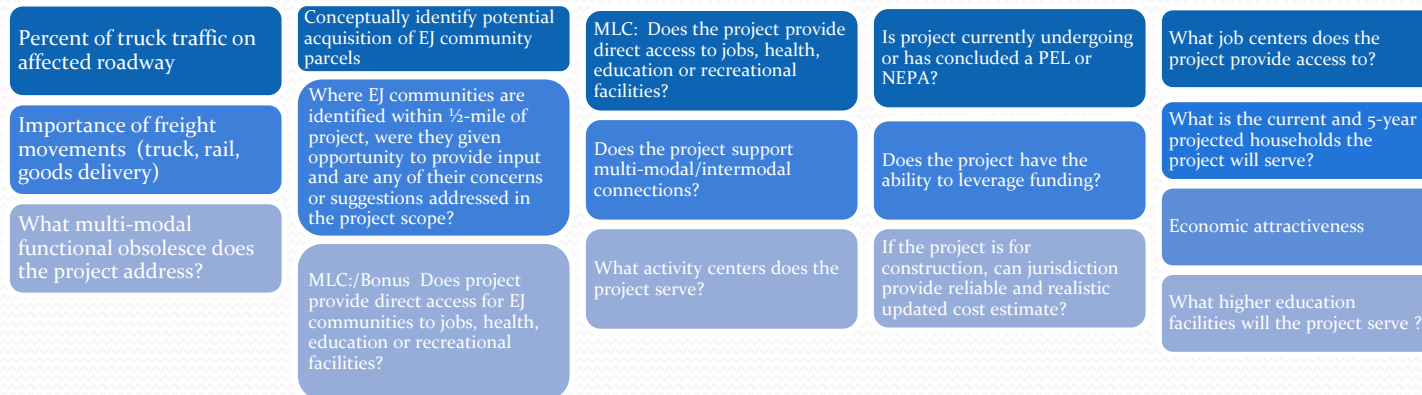 Percent of truck traffic on
affected roadway
Importance of freight
movements (truck, rail,
goods delivery)
What multi-modal
functional obsolesce does
the project address?
Conceptually identify potential
acquisition of EJ community
parcels
Where EJ communities are
identified within ½-mile of
project, were they given
opportunity to provide input
and are any of their concerns
or suggestions addressed in
the project scope?
MLC:/Bonus Does project
provide direct access for EJ
communities to jobs, health,
education or recreational
facilities?
MLC: Does the project provide
direct access to jobs, health,
education or recreational
facilities?
Does the project support
multi-modal/intermodal
connections?
What activity centers does the
project serve?
Is project currently undergoing
or has concluded a PEL or
NEPA?
Does the project have the
ability to leverage funding?
If the project is for
construction, can jurisdiction
provide reliable and realistic
updated cost estimate?
What job centers does the
project provide access to?
What is the current and 5-year
projected households the
project will serve?
Economic attractiveness
What higher education
facilities will the project serve ?